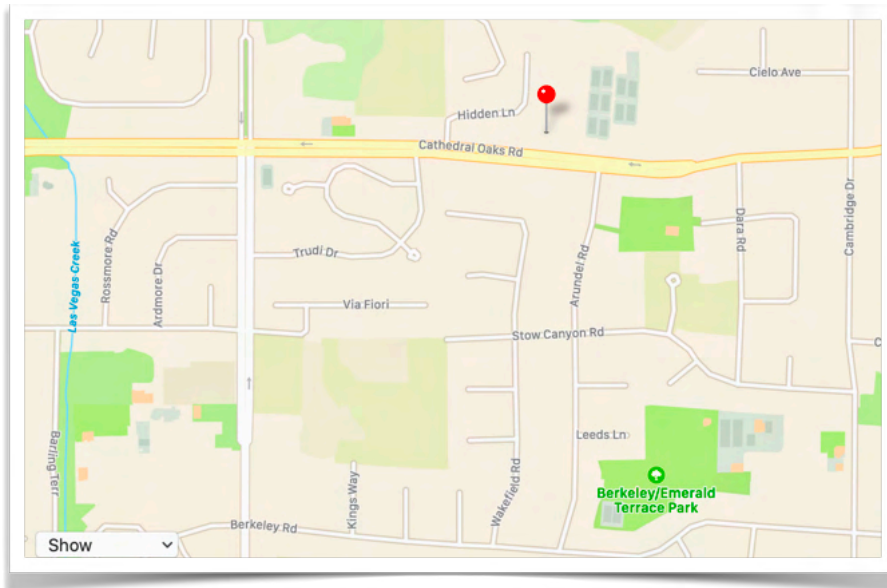 Cielo Ave
Hidden Ln
Cathedral Oaks Rd
Cambridge Dr
Dara Rd
Rossmore Rd
Las Vegas Creek
Ardmore Dr
Trudi Dr
Arundel Rd
Via Fiori
Stow Canyon Rd
C
Leeds Ln
Barling Terr
Kings Way
Wakefield Rd
Berkeley/Emerald
Terrace Park
Berkeley Rd
Show